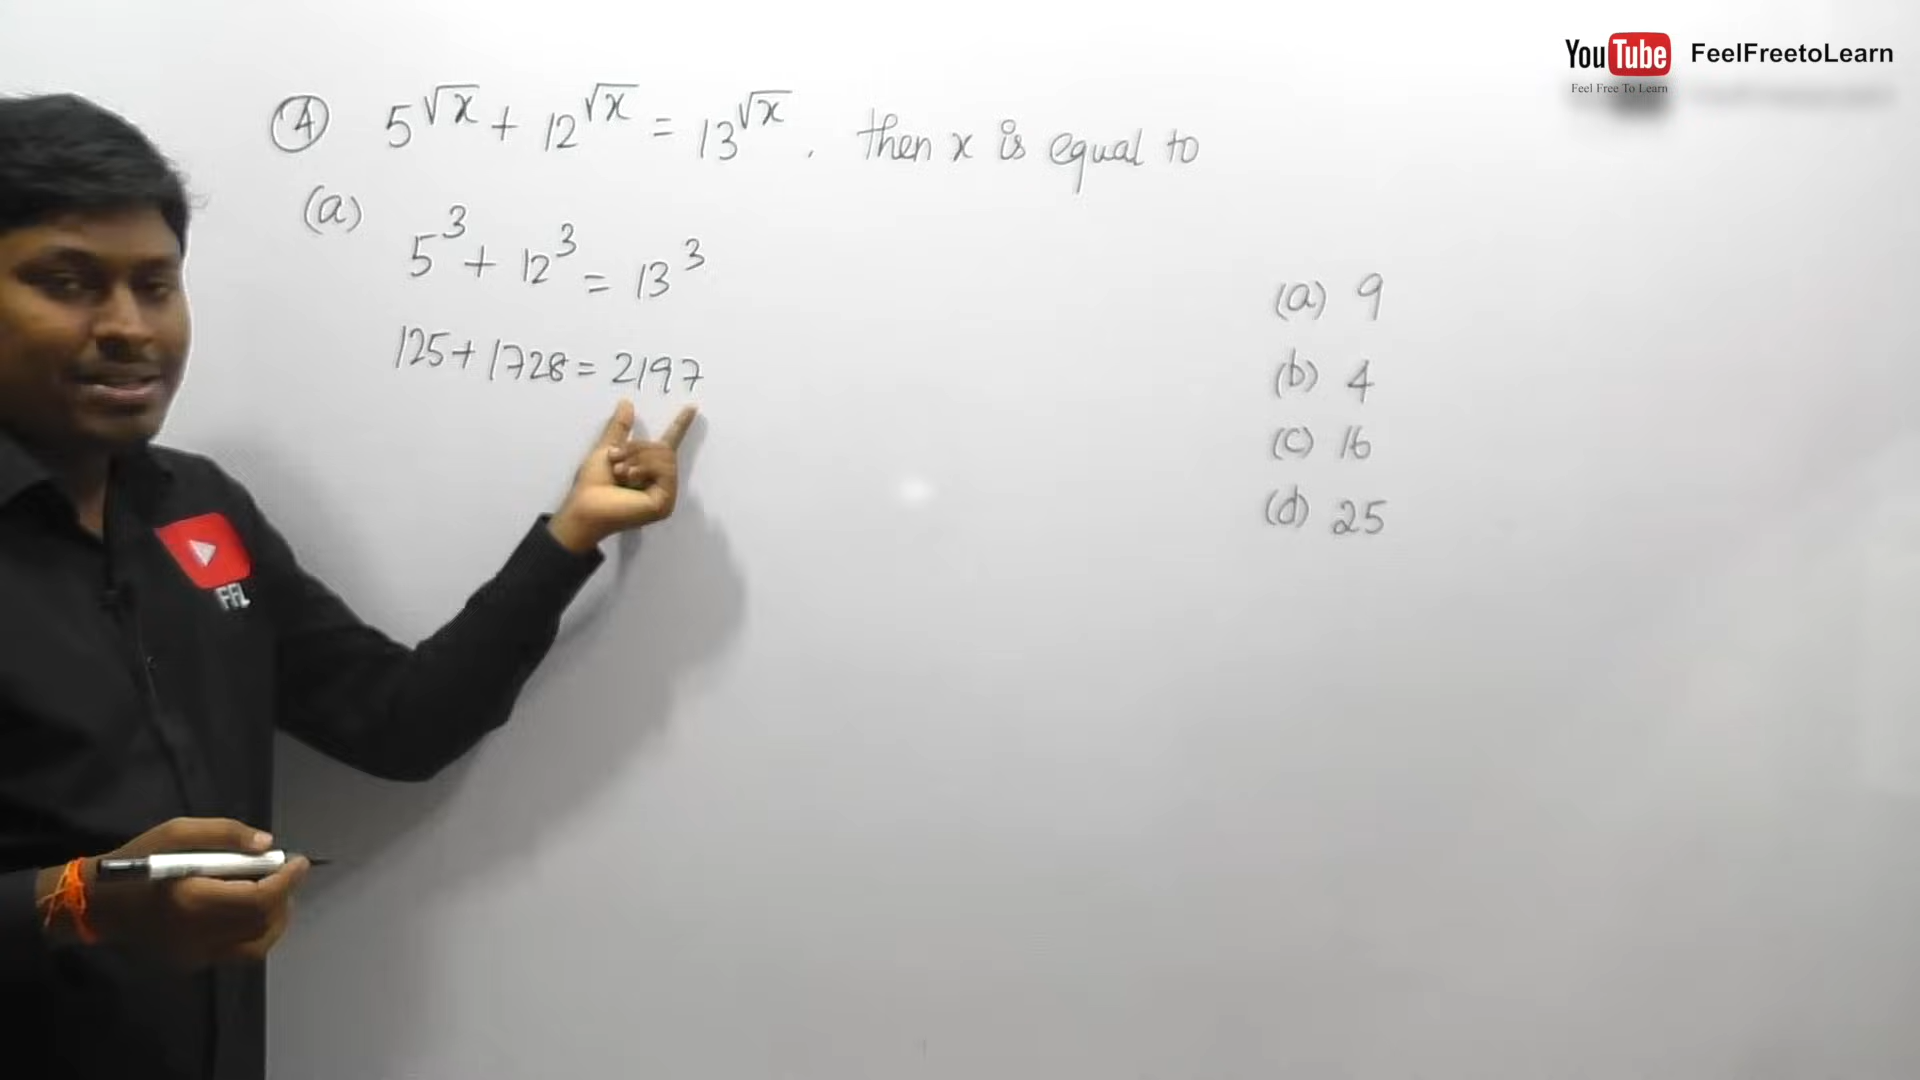 YouTube FeelFreetoLearn
Feel Free To Learn
④ 5^√x + 12^√x = 13^√x . then x is equal to
(a)
5³ + 12³ = 13³
125 + 1728 = 2197
(a) 9
(b) 4
(c) 16
(d) 25
FFL